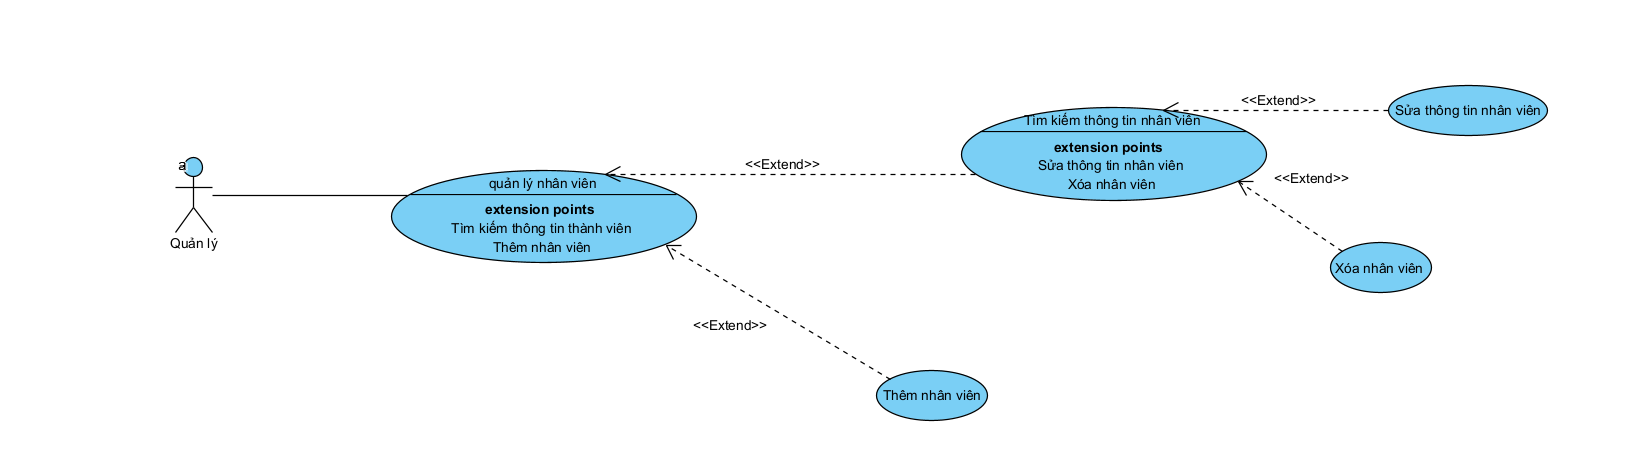 a
Quản lý
quản lý nhân viên
extension points
Tìm kiếm thông tin thành viên
Thêm nhân viên
<<Extend>>
<<Extend>>
Thêm nhân viên
Tìm kiếm thông tin nhân viên
extension points
Sửa thông tin nhân viên
Xóa nhân viên
<<Extend>>
Sửa thông tin nhân viên
<<Extend>>
Xóa nhân viên